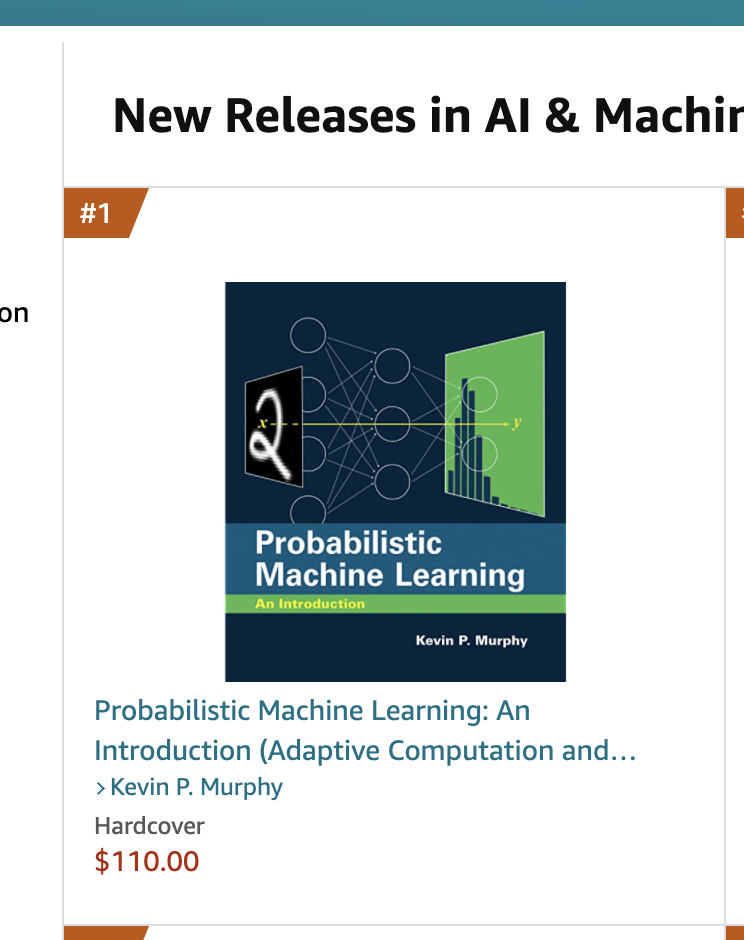 New Releases in AI & Machin
#1
on
x
y
Probabilistic
Machine Learning
An Introduction
Kevin P. Murphy
Probabilistic Machine Learning: An
Introduction (Adaptive Computation and…
› Kevin P. Murphy
Hardcover
$110.00